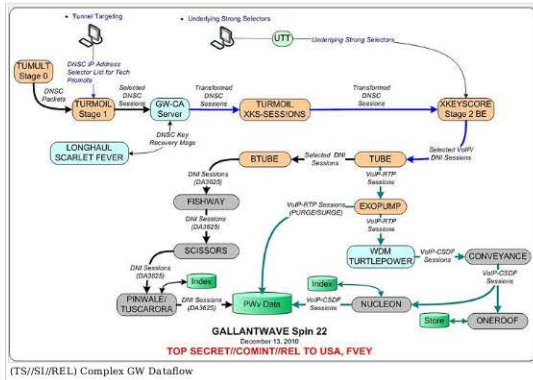 Tunnel Targeting
Underlying Strong Selectors
UTT
Underlying Strong Selectors
TUMULT
Stage 0
DNSC IP Address
Selector List for Tech
Promote
DNSC
Packets
TURMOIL
Stage 1
Selected
DNSC
Sessions
GW-CA
Server
Transformed
DNSC
Sessions
TURMOIL
XKS-SESSIONS
Transformed
DNSC
Sessions
XKEYSCORE
Stage 2 BE
LONGHAUL
SCARLET FEVER
DNSC Key
Recovery Msgs
Selected VoIP/
DNI Sessions
BTUBE
Selected DNI
Sessions
TUBE
DNI Sessions
(DA3625)
VoIP-RTP
Sessions
FISHWAY
VoIP-RTP Sessions
(PURGE/SURGE)
EXOPUMP
DNI Sessions
(DA3625)
VoIP-RTP
Sessions
SCISSORS
WDM
TURTLEPOWER
VoIP-CSDF
Sessions
CONVEYANCE
DNI Sessions
(DA3625)
Index
Index
VoIP-CSDF
Sessions
PINWALE/
TUSCARORA
DNI Sessions
(DA3625)
PWv Data
VoIP-CSDF
Sessions
NUCLEON
Store
ONEROOF
GALLANTWAVE Spin 22
December 13, 2010
TOP SECRET//COMINT//REL TO USA, FVEY
(TS//SI//REL) Complex GW Dataflow